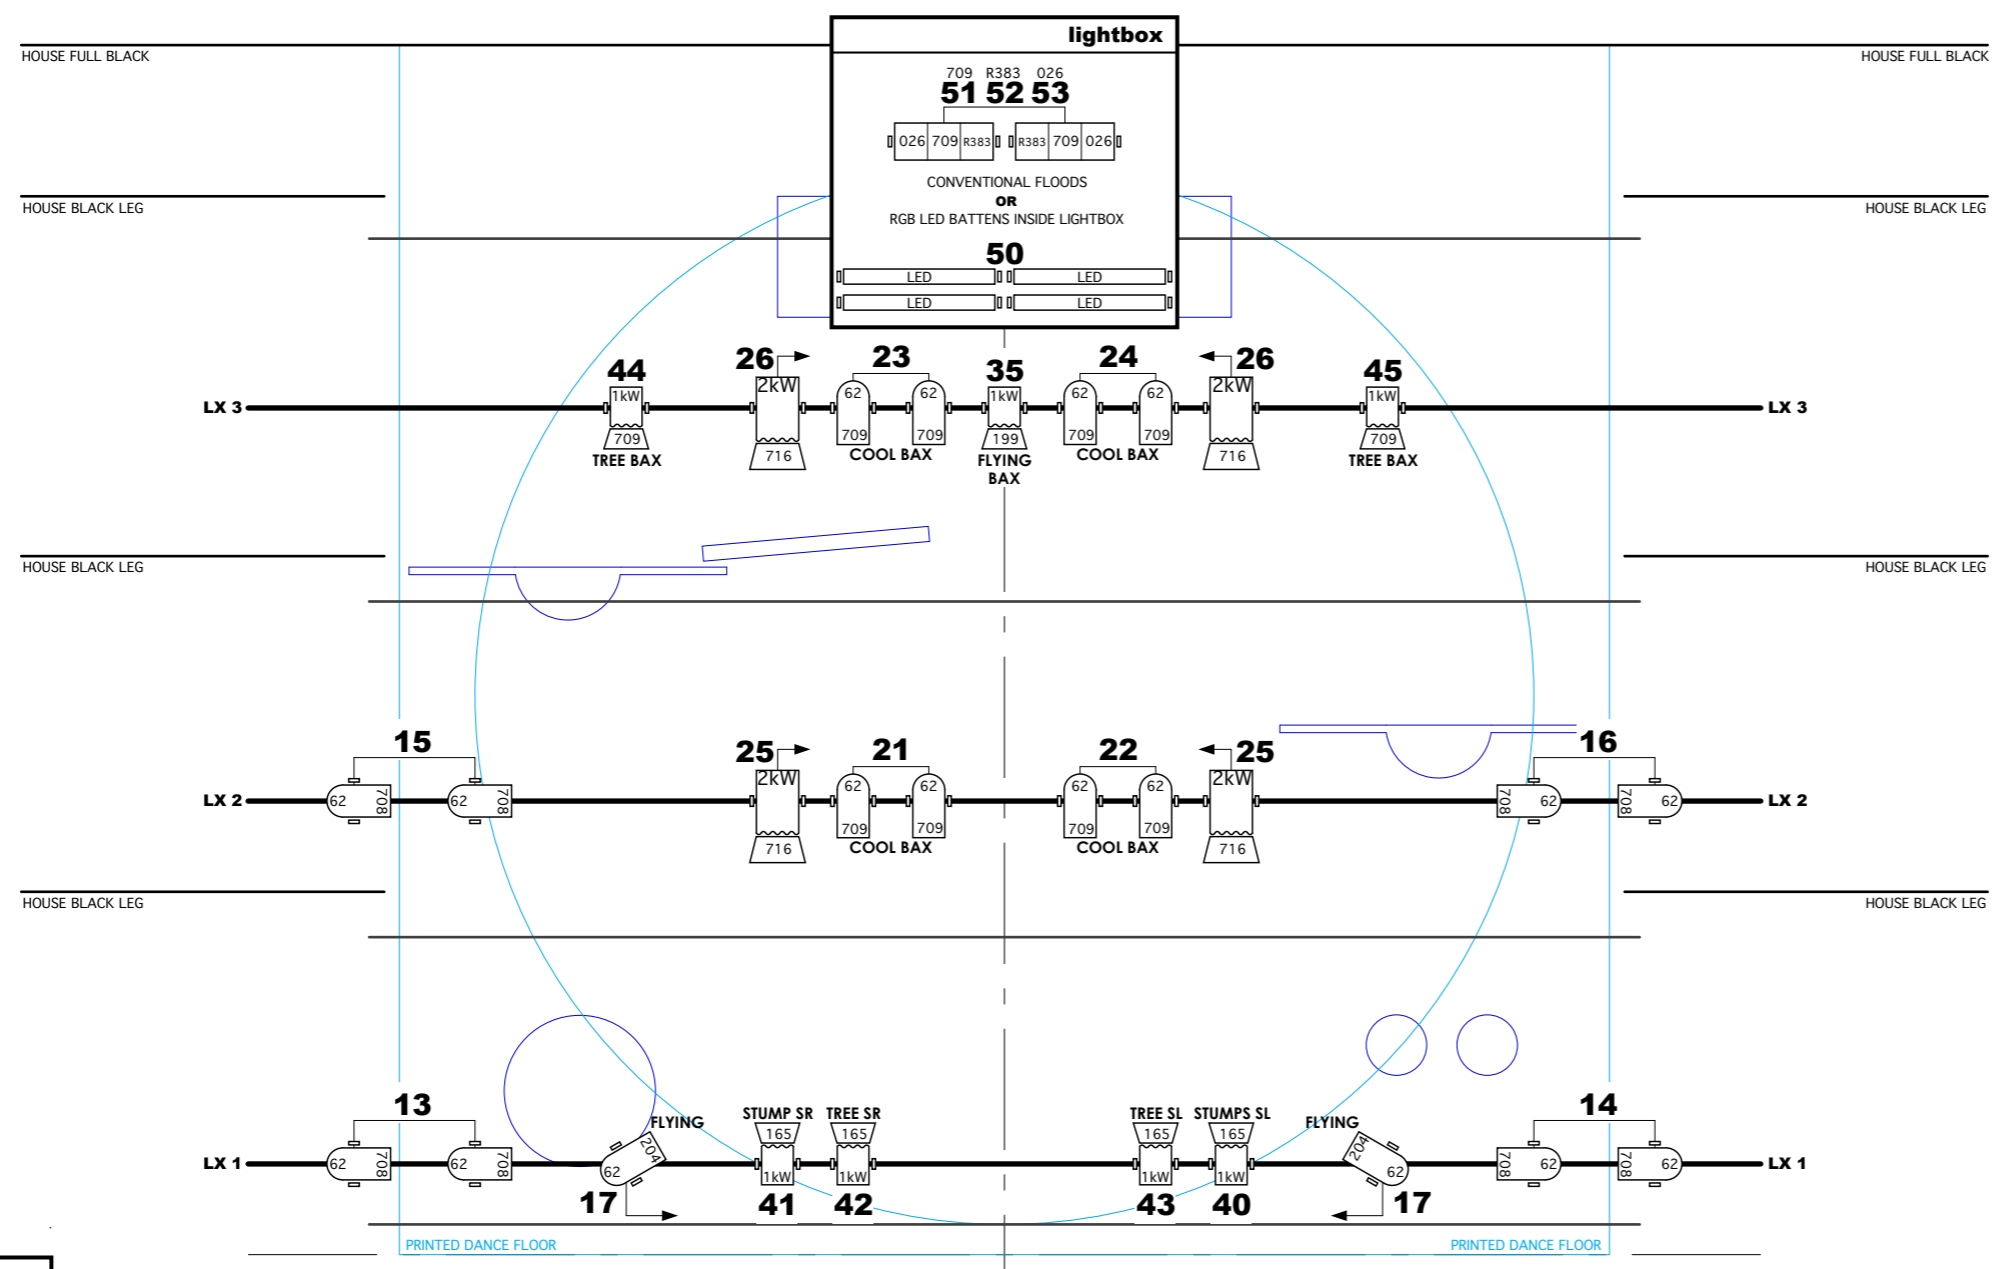 lightbox
HOUSE FULL BLACK
HOUSE FULL BLACK
709 R383 026
51 52 53
026 709 R383 R383 709 026
CONVENTIONAL FLOODS
OR
RGB LED BATTENS INSIDE LIGHTBOX
HOUSE BLACK LEG
HOUSE BLACK LEG
50
LED LED
LED LED
26 23 35 24 26
44 45
2kW 62 62 1kW 62 62 2kW
1kW 1kW
LX 3 LX 3
709 709 709 199 709 709 709
716 716
TREE BAX COOL BAX FLYING COOL BAX TREE BAX
BAX
HOUSE BLACK LEG
HOUSE BLACK LEG
15 25 21 22 25 16
2kW 62 62 62 62 2kW
LX 2 62 708 62 708 708 62 708 62 LX 2
709 709 709 709
716 COOL BAX COOL BAX 716
HOUSE BLACK LEG
HOUSE BLACK LEG
13 14
STUMP SR TREE SR TREE SL STUMPS SL
FLYING FLYING
165 165 165 165
204 204
LX 1 62 708 62 708 62 62 708 62 708 62 LX 1
1kW 1kW 1kW 1kW
17 41 42 43 40 17
PRINTED DANCE FLOOR PRINTED DANCE FLOOR